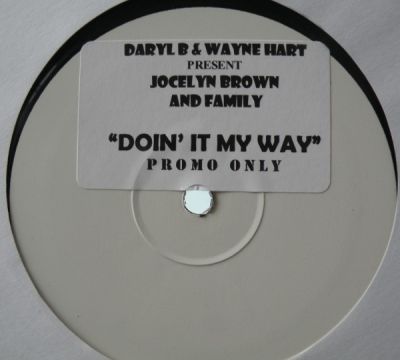 DARYL B & WAYNE HART
PRESENT
JOCELYN BROWN
AND FAMILY
“DOIN’ IT MY WAY”
PROMO ONLY